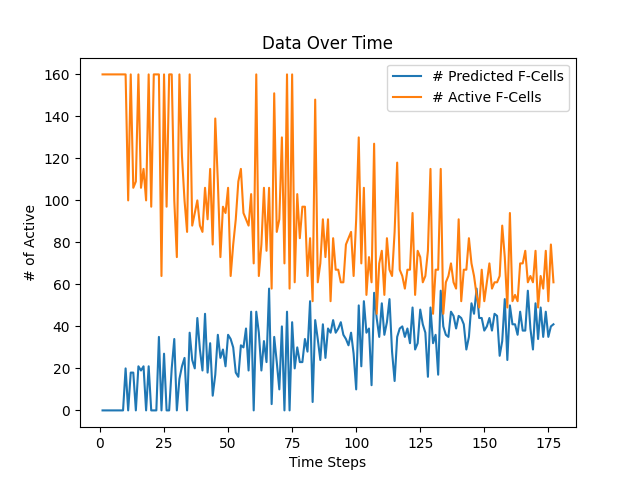 Data Over Time
# Predicted F-Cells
# Active F-Cells
# of Active
160
140
120
100
80
60
40
20
0
0 25 50 75 100 125 150 175
Time Steps